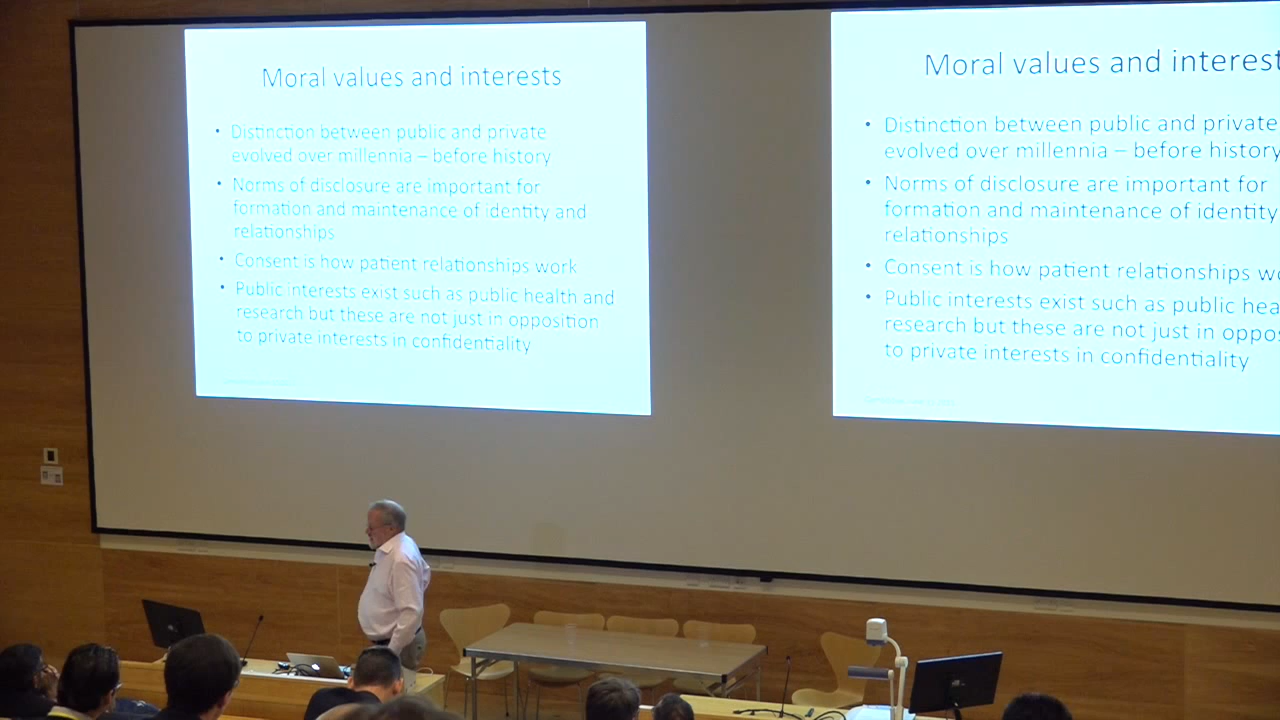 Moral values and interests
• Distinction between public and private
evolved over millennia – before history
• Norms of disclosure are important for
formation and maintenance of identity and
relationships
• Consent is how patient relationships work
• Public interests exist such as public health and
research but these are not just in opposition
to private interests in confidentiality
Moral values and interest
• Distinction between public and private
evolved over millennia – before history
• Norms of disclosure are important for
formation and maintenance of identity
relationships
• Consent is how patient relationships wo
• Public interests exist such as public hea
research but these are not just in oppos
to private interests in confidentiality